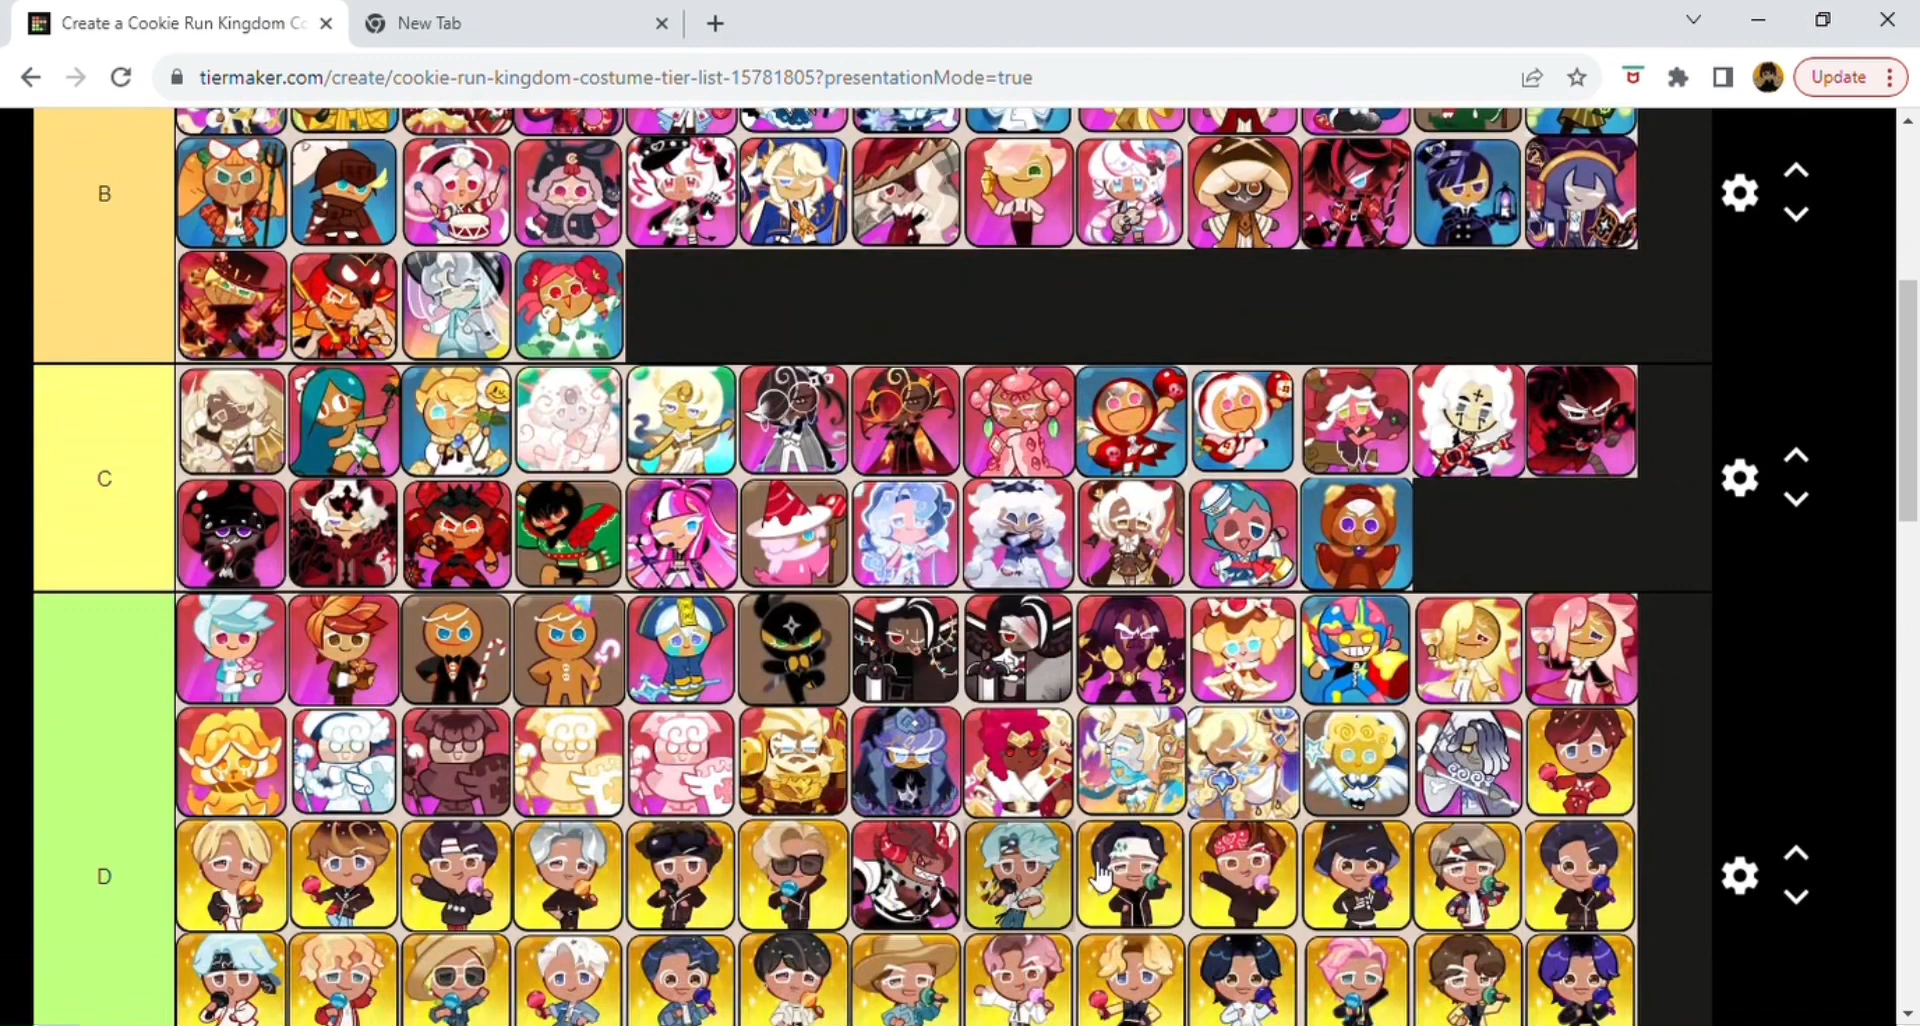 Create a Cookie Run Kingdom Co
New Tab
tiermaker.com/create/cookie-run-kingdom-costume-tier-list-15781805?presentationMode=true
Update
B
C
D